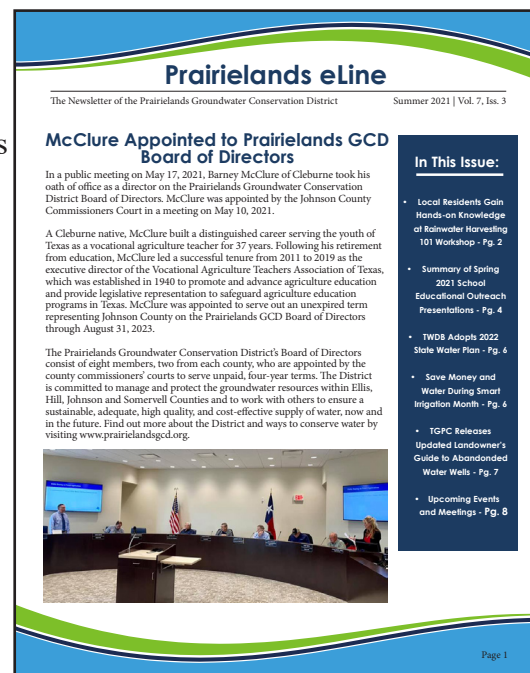 s
Prairielands eLine
The Newsletter of the Prairielands Groundwater Conservation District Summer 2021 | Vol. 7, Iss. 3
McClure Appointed to Prairielands GCD
Board of Directors
In a public meeting on May 17, 2021, Barney McClure of Cleburne took his
oath of office as a director on the Prairielands Groundwater Conservation
District Board of Directors. McClure was appointed by the Johnson County
Commissioners Court in a meeting on May 10, 2021.
A Cleburne native, McClure built a distinguished career serving the youth of
Texas as a vocational agriculture teacher for 37 years. Following his retirement
from education, McClure led a successful tenure from 2011 to 2019 as the
executive director of the Vocational Agriculture Teachers Association of Texas,
which was established in 1940 to promote and advance agriculture education
and provide legislative representation to safeguard agriculture education
programs in Texas. McClure was appointed to serve out an unexpired term
representing Johnson County on the Prairielands GCD Board of Directors
through August 31, 2023.
The Prairielands Groundwater Conservation District's Board of Directors
consist of eight members, two from each county, who are appointed by the
county commissioners' courts to serve unpaid, four-year terms. The District
is committed to manage and protect the groundwater resources within Ellis,
Hill, Johnson and Somervell Counties and to work with others to ensure a
sustainable, adequate, high quality, and cost-effective supply of water, now and
in the future. Find out more about the District and ways to conserve water by
visiting www.prairielandsgcd.org.
In This Issue:
• Local Residents Gain
Hands-on Knowledge
at Rainwater Harvesting
101 Workshop - Pg. 2
• Summary of Spring
2021 School
Educational Outreach
Presentations - Pg. 4
• TWDB Adopts 2022
State Water Plan - Pg. 6
• Save Money and
Water During Smart
Irrigation Month - Pg. 6
• TGPC Releases
Updated Landowner's
Guide to Abandonded
Water Wells - Pg. 7
• Upcoming Events
and Meetings - Pg. 8
Page 1